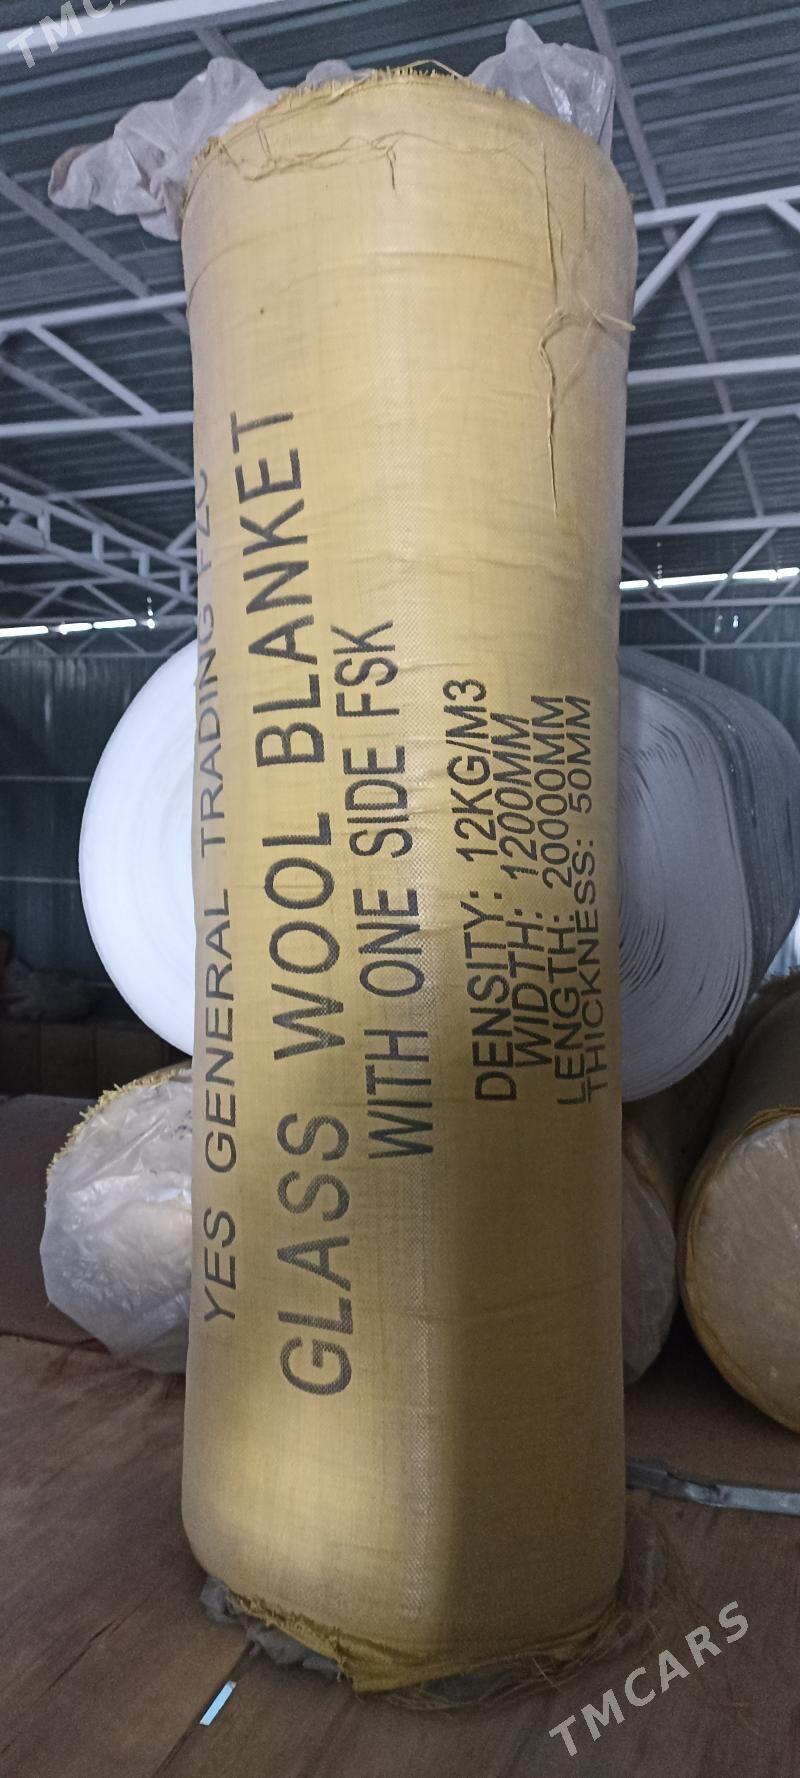 YES GENERAL TRADING FZC
GLASS WOOL BLANKET
WITH ONE SIDE FSK
DENSITY: 12KG/M3
WIDTH: 1200MM
LENGTH: 20000MM
THICKNESS: 50MM
TMCARS